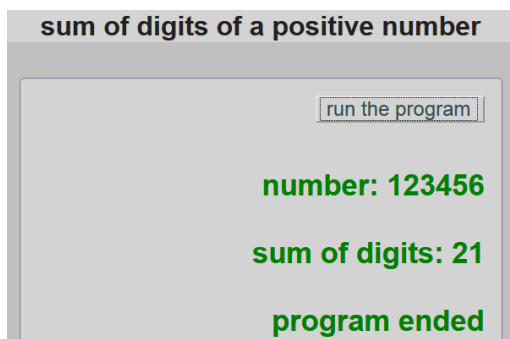 sum of digits of a positive number
run the program
number: 123456
sum of digits: 21
program ended